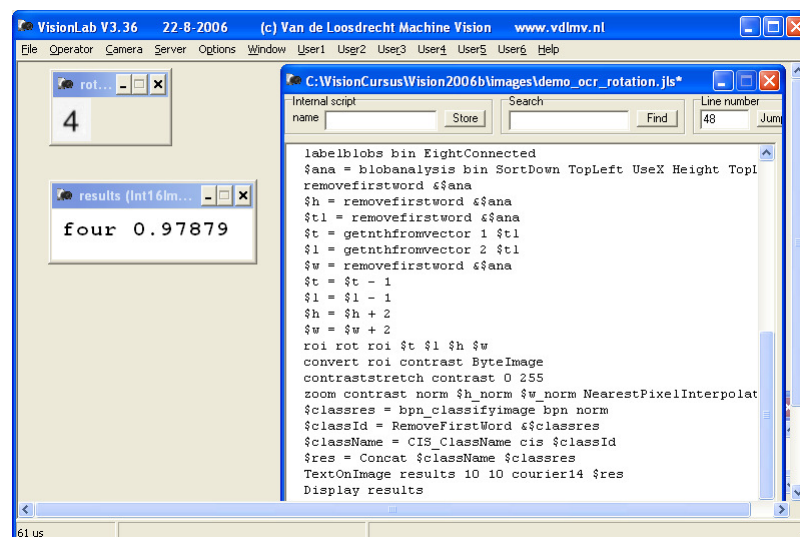 VisionLab V3.36 22-8-2006 (c) Van de Loosdrecht Machine Vision www.vdlmv.nl
File Operator Camera Server Options Window User1 User2 User3 User4 User5 User6 Help
rot...
4
results (Int16Im...
four 0.97879
C:\VisionCursus\Vision2006b\images\demo_ocr_rotation.jls*
Internal script
name
Store
Search
Find
Line number
48
Jum
labelblobs bin EightConnected
$ana = blobanalysis bin SortDown TopLeft UseX Height TopL
removefirstword &$ana
$h = removefirstword &$ana
$tl = removefirstword &$ana
$t = getnthfromvector 1 $tl
$l = getnthfromvector 2 $tl
$w = removefirstword &$ana
$t = $t - 1
$l = $l - 1
$h = $h + 2
$w = $w + 2
roi rot roi $t $l $h $w
convert roi contrast ByteImage
contraststretch contrast 0 255
zoom contrast norm $h_norm $w_norm NearestPixelInterpolat
$classres = bpn_classifyimage bpn norm
$classId = RemoveFirstWord &$classres
$className = CIS_ClassName cis $classId
$res = Concat $className $classres
TextOnImage results 10 10 courier14 $res
Display results
61 us